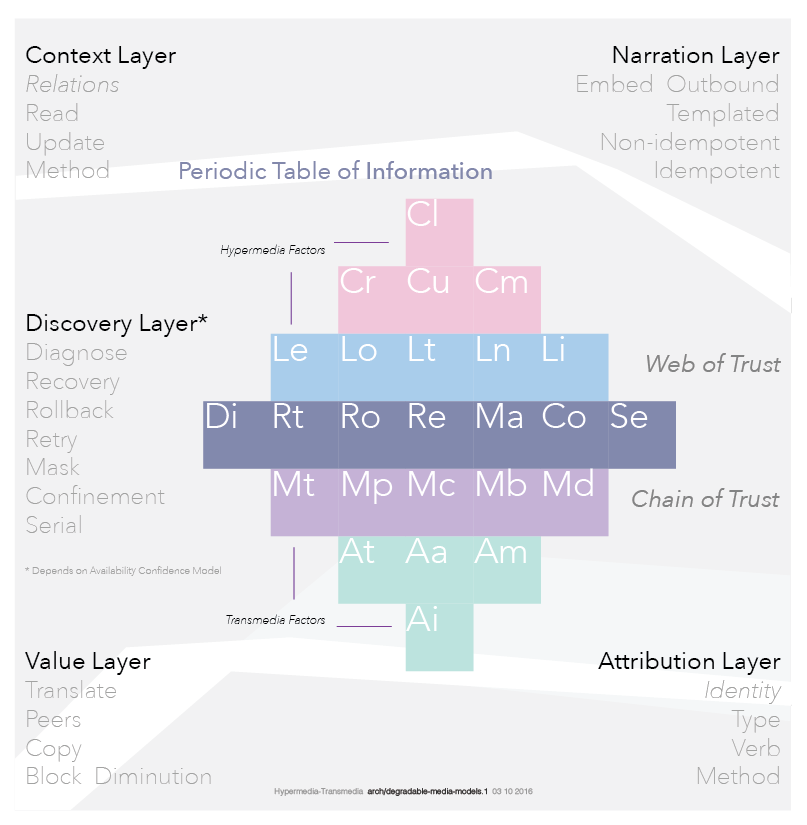 Context Layer
Relations
Read
Update
Method
Narration Layer
Embed Outbound
Templated
Non-idempotent
Idempotent
Periodic Table of Information
Cl
Hypermedia Factors
Cr Cu Cm
Discovery Layer*
Diagnose
Recovery
Rollback
Retry
Mask
Confinement
Serial
* Depends on Availability Confidence Model
Le Lo Lt Ln Li
Web of Trust
Di Rt Ro Re Ma Co Se
Mt Mp Mc Mb Md
Chain of Trust
At Aa Am
Transmedia Factors
Ai
Value Layer
Translate
Peers
Copy
Block Diminution
Attribution Layer
Identity
Type
Verb
Method
Hypermedia-Transmedia arch/degradable-media-models.1 03 10 2016